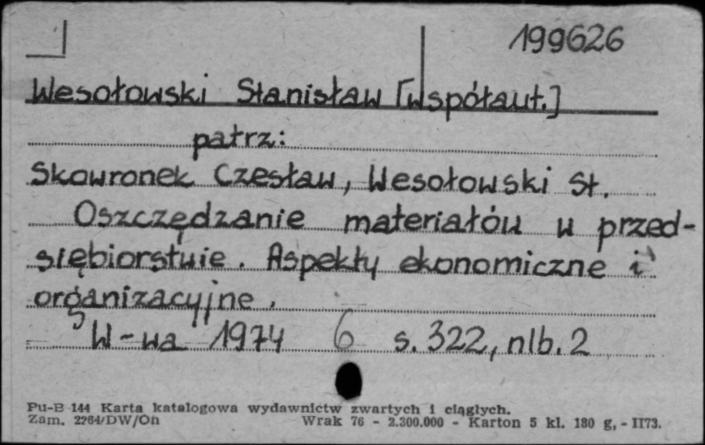 199626
Wesołowski Stanisław [współaut.]
patrz:
Skowronek Czesław, Wesołowski St.
Oszczędzanie materiałów w przed-
siębiorstwie. Aspekty ekonomiczne i
organizacyjne.
W-wa 1974 6 s. 322, nlb. 2
Pu-B 144 Karta katalogowa wydawnictw zwartych i ciągłych.
Zam. 2264/DW/Oh Wrak 76 - 2.300.000 - Karton 5 kl. 180 g, - II73.